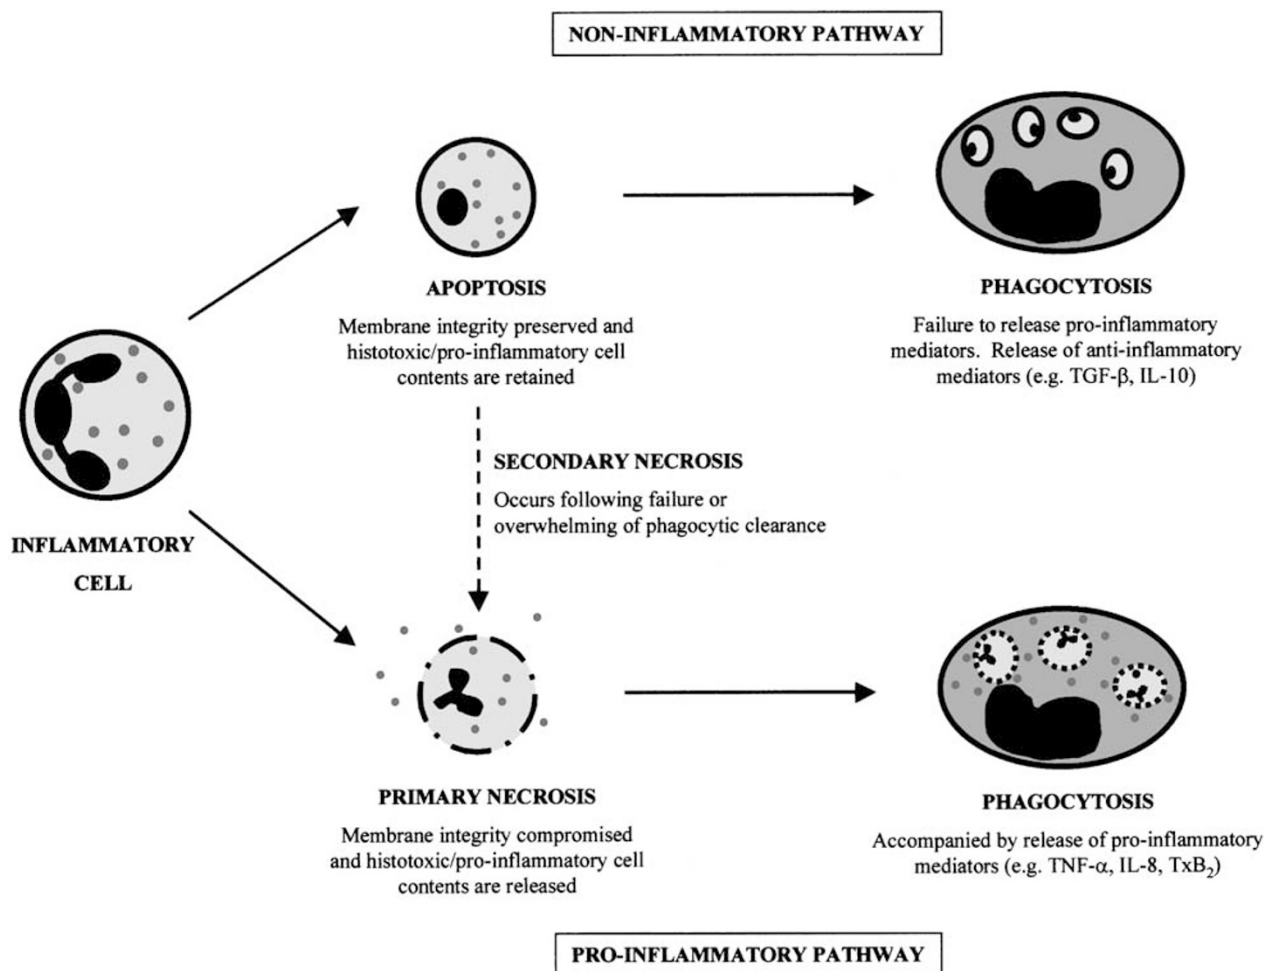 NON-INFLAMMATORY PATHWAY
APOPTOSIS
Membrane integrity preserved and
histotoxic/pro-inflammatory cell
contents are retained
PHAGOCYTOSIS
Failure to release pro-inflammatory
mediators. Release of anti-inflammatory
mediators (e.g. TGF-β, IL-10)
SECONDARY NECROSIS
Occurs following failure or
overwhelming of phagocytic clearance
INFLAMMATORY
CELL
PRIMARY NECROSIS
Membrane integrity compromised
and histotoxic/pro-inflammatory cell
contents are released
PHAGOCYTOSIS
Accompanied by release of pro-inflammatory
mediators (e.g. TNF-α, IL-8, TxB₂)
PRO-INFLAMMATORY PATHWAY